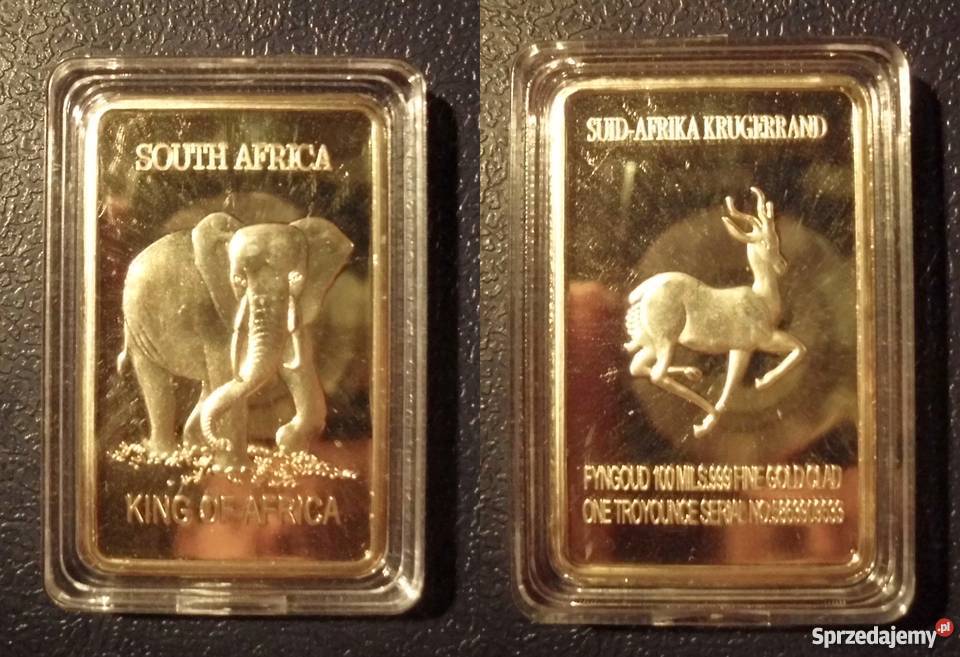 SOUTH AFRICA
KING OF AFRICA
SUID-AFRIKA KRUGERRAND
FYNGOUD 100 MILS.999 FINE GOLD CLAD
ONE TROYOUNCE SERIAL NO.
Sprzedajemy.pl